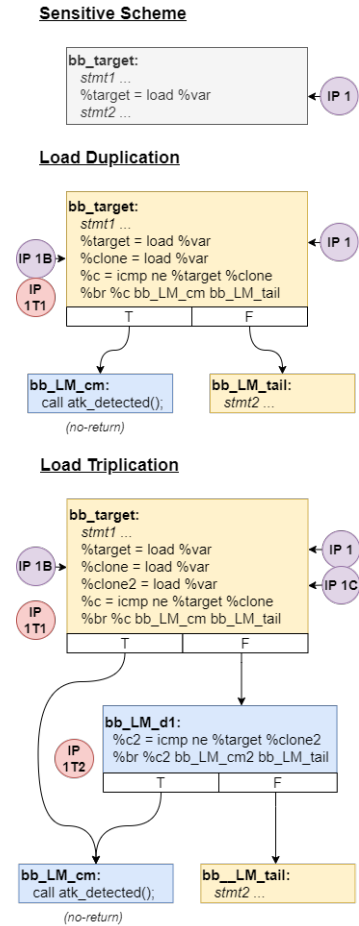 Sensitive Scheme
bb_target:
stmt1 ...
%target = load %var
stmt2 ...
IP 1
Load Duplication
bb_target:
stmt1 ...
%target = load %var
%clone = load %var
%c = icmp ne %target %clone
%br %c bb_LM_cm bb_LM_tail
T
F
IP 1B
IP
1T1
IP 1
bb_LM_cm:
call atk_detected();
(no-return)
bb_LM_tail:
stmt2 ...
Load Triplication
bb_target:
stmt1 ...
%target = load %var
%clone = load %var
%clone2 = load %var
%c = icmp ne %target %clone
%br %c bb_LM_cm bb_LM_tail
T
F
IP 1B
IP
1T1
IP 1
IP 1C
bb_LM_d1:
%c2 = icmp ne %target %clone2
%br %c2 bb_LM_cm2 bb_LM_tail
T
F
IP
1T2
bb_LM_cm:
call atk_detected();
(no-return)
bb__LM_tail:
stmt2 ...